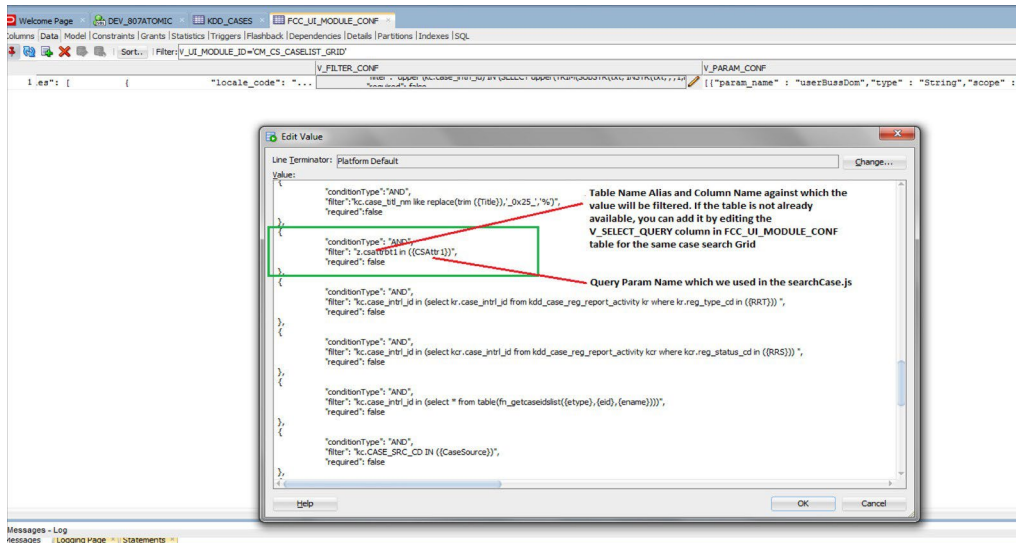 Welcome Page DEV_807ATOMIC KDD_CASES FCC_UI_MODULE_CONF
Columns Data Model Constraints Grants Statistics Triggers Flashback Dependencies Details Partitions Indexes SQL
Sort.. Filter: V_UI_MODULE_ID='CM_CS_CASELIST_GRID'
V_FILTER_CONF V_PARAM_CONF
1 .es": [ { "locale_code": "... [{"param_name" : "userBussDom","type" : "String","scope" :
"required": false
Edit Value
Line Terminator: Platform Default Change...
Value:
{
"conditionType":"AND",
"filter":"kc.case_titl_nm like replace(trim ({Title}),'_0x25_','%')",
"required":false
},
{
"conditionType": "AND",
"filter": "z.csattrbt1 in ({CSAttr1})",
"required": false
},
{
"conditionType": "AND",
"filter": "kc.case_intrl_id in (select kr.case_intrl_id from kdd_case_reg_report_activity kr where kr.reg_type_cd in ({RRT})) ",
"required": false
},
{
"conditionType": "AND",
"filter": "kc.case_intrl_id in (select kcr.case_intrl_id from kdd_case_reg_report_activity kcr where kcr.reg_status_cd in ({RRS})) ",
"required": false
},
{
"conditionType": "AND",
"filter": "kc.case_intrl_id in (select * from table(fn_getcaseidslist({etype},{eid},{ename})))",
"required": false
},
{
"conditionType": "AND",
"filter": "kc.CASE_SRC_CD IN ({CaseSource})",
"required": false
},
Table Name Alias and Column Name against which the
value will be filtered. If the table is not already
available, you can add it by editing the
V_SELECT_QUERY column in FCC_UI_MODULE_CONF
table for the same case search Grid
Query Param Name which we used in the searchCase.js
Help OK Cancel
Messages - Log
Messages Logging Page Statements